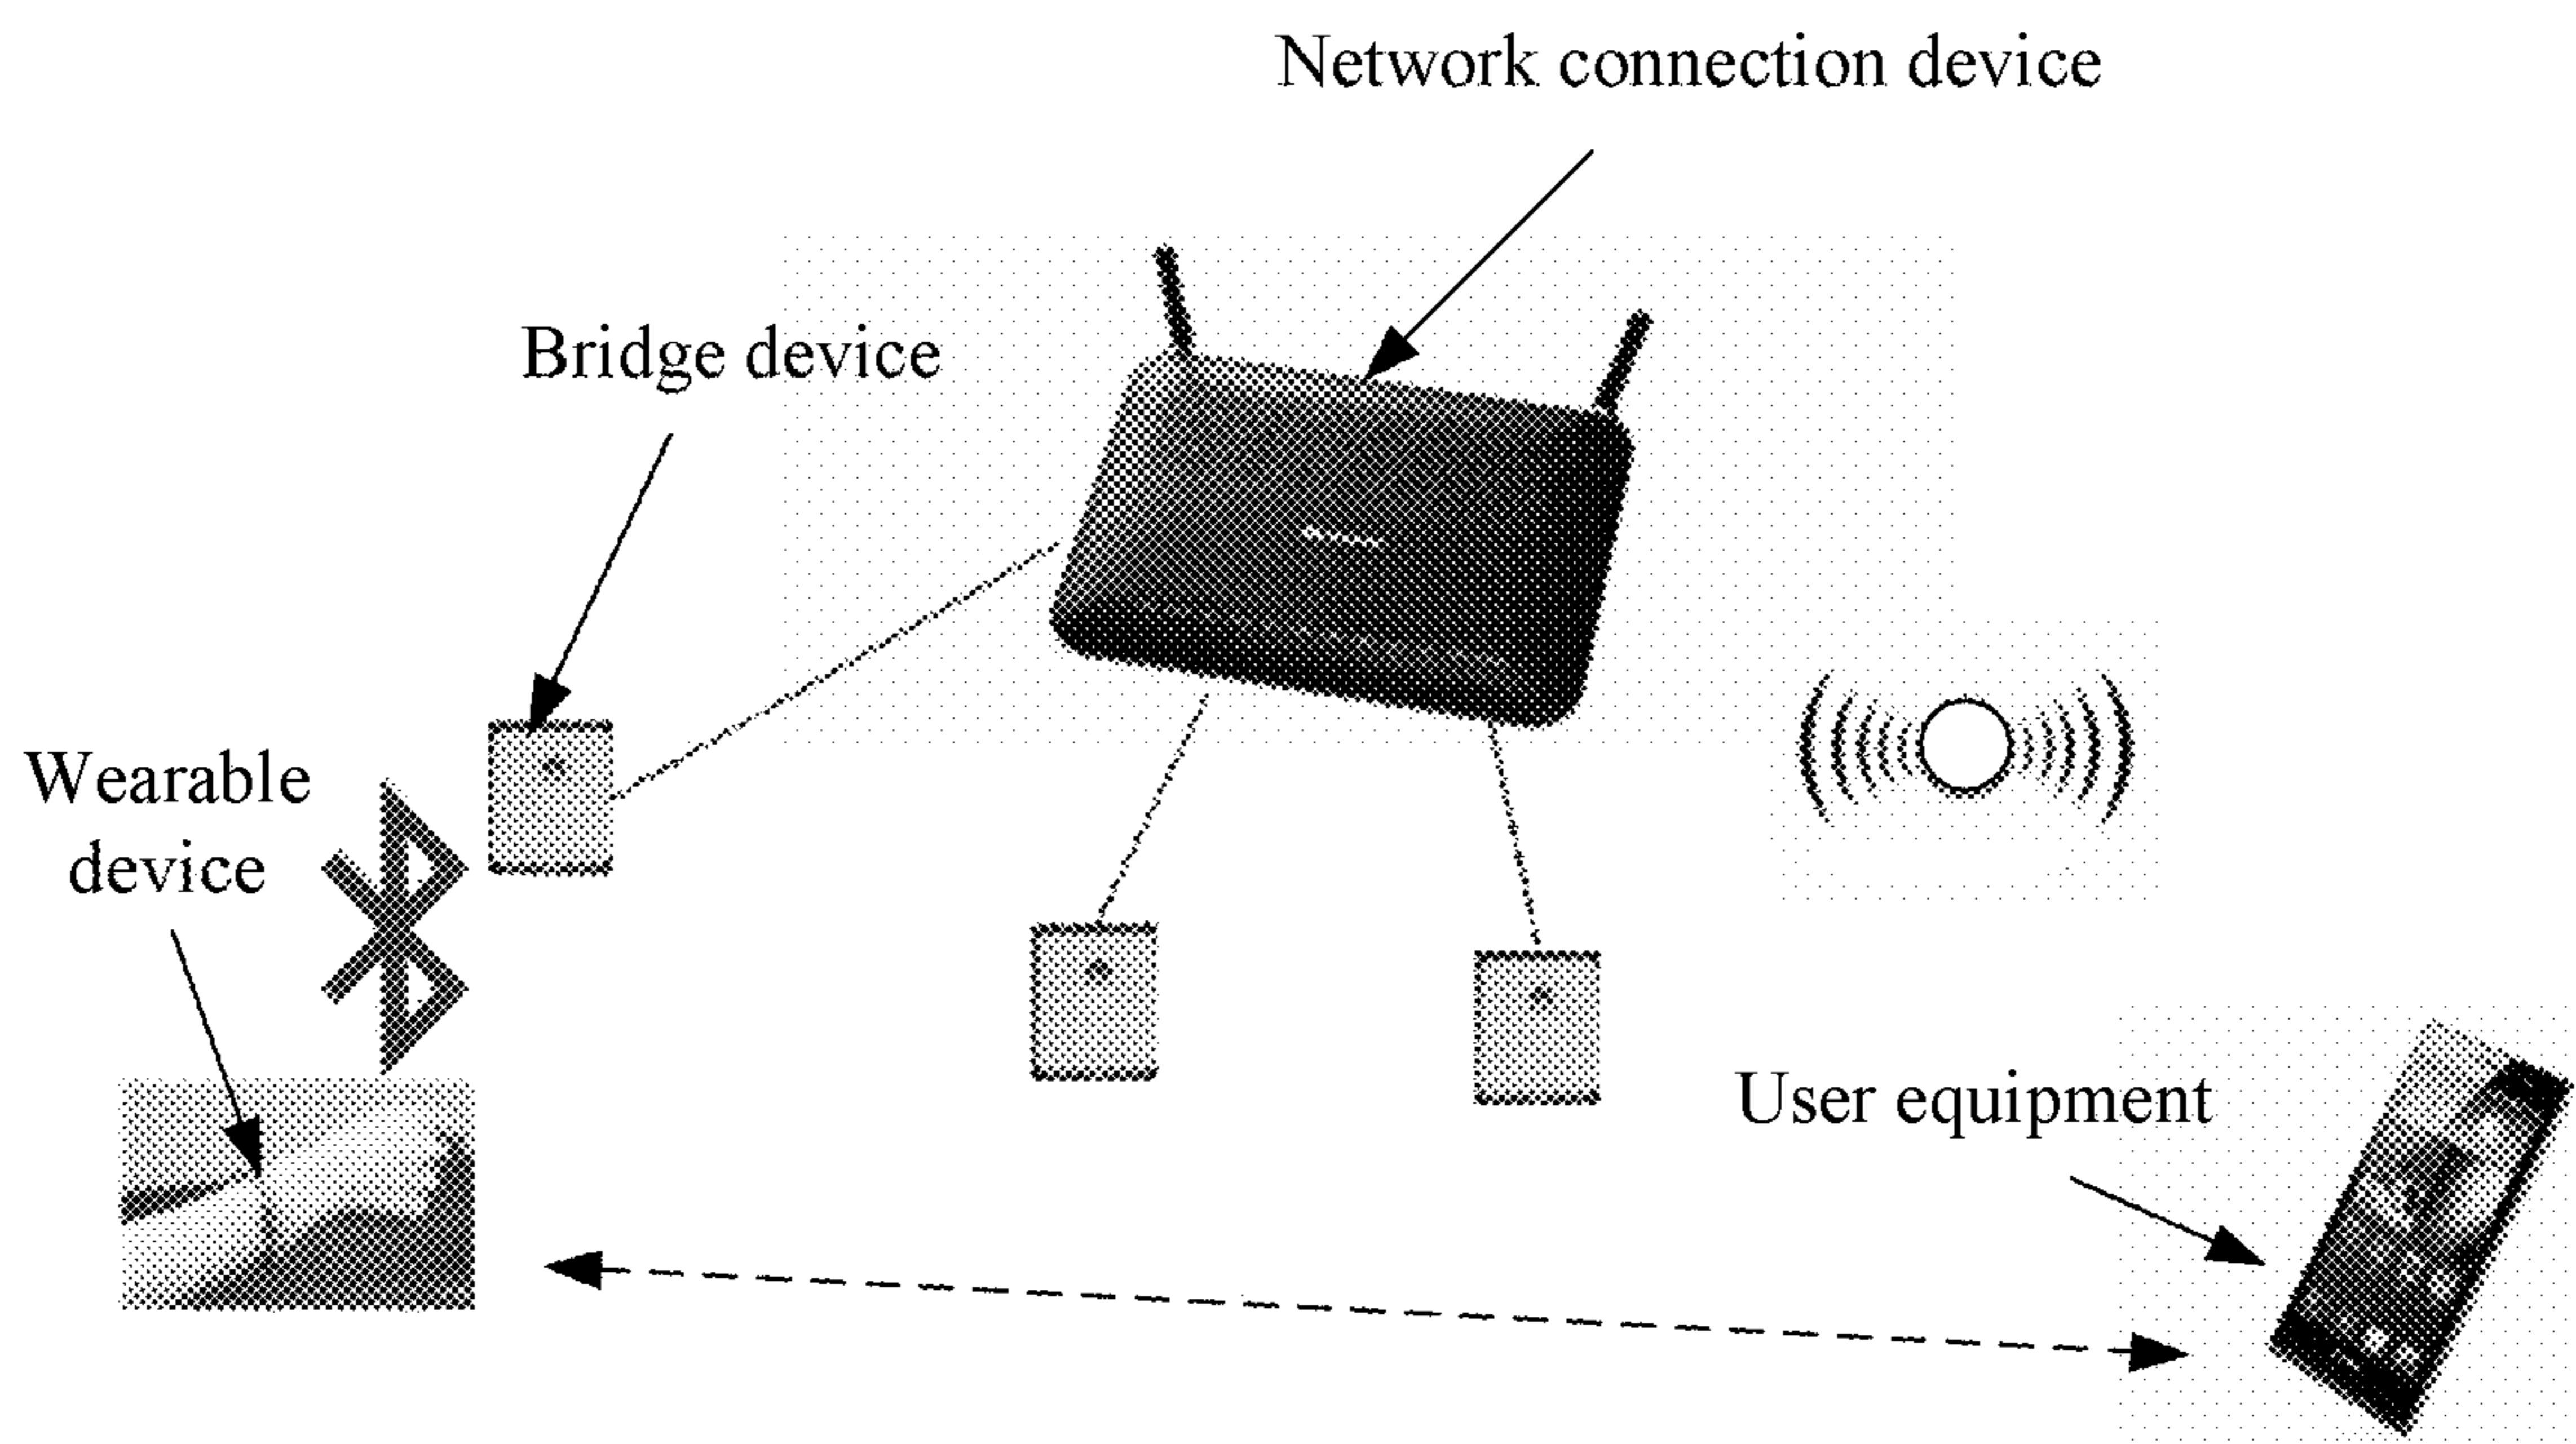 Network connection device
Bridge device
Wearable
device
User equipment